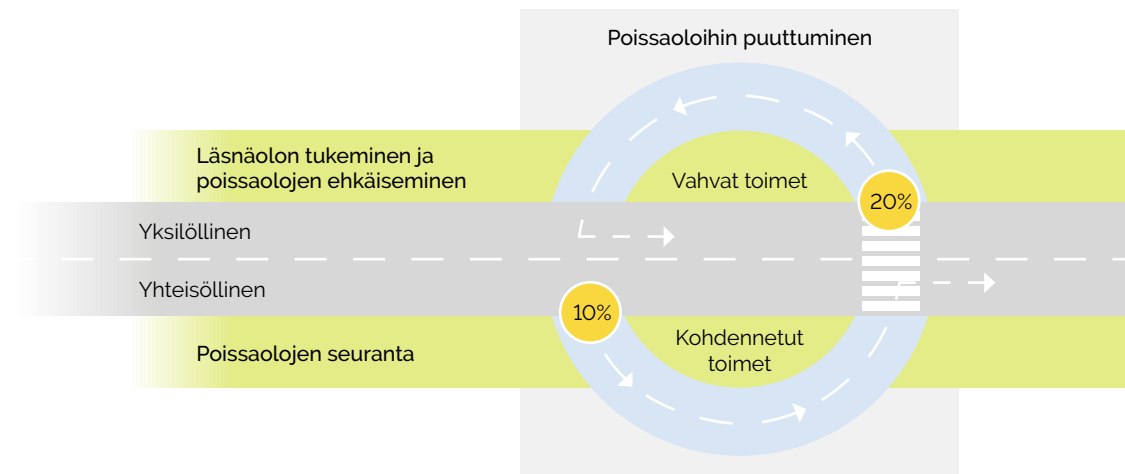 Poissaoloihin puuttuminen
Läsnäolon tukeminen ja
poissaolojen ehkäiseminen
Vahvat toimet
20%
Yksilöllinen
Yhteisöllinen
10%
Poissaolojen seuranta
Kohdennetut
toimet